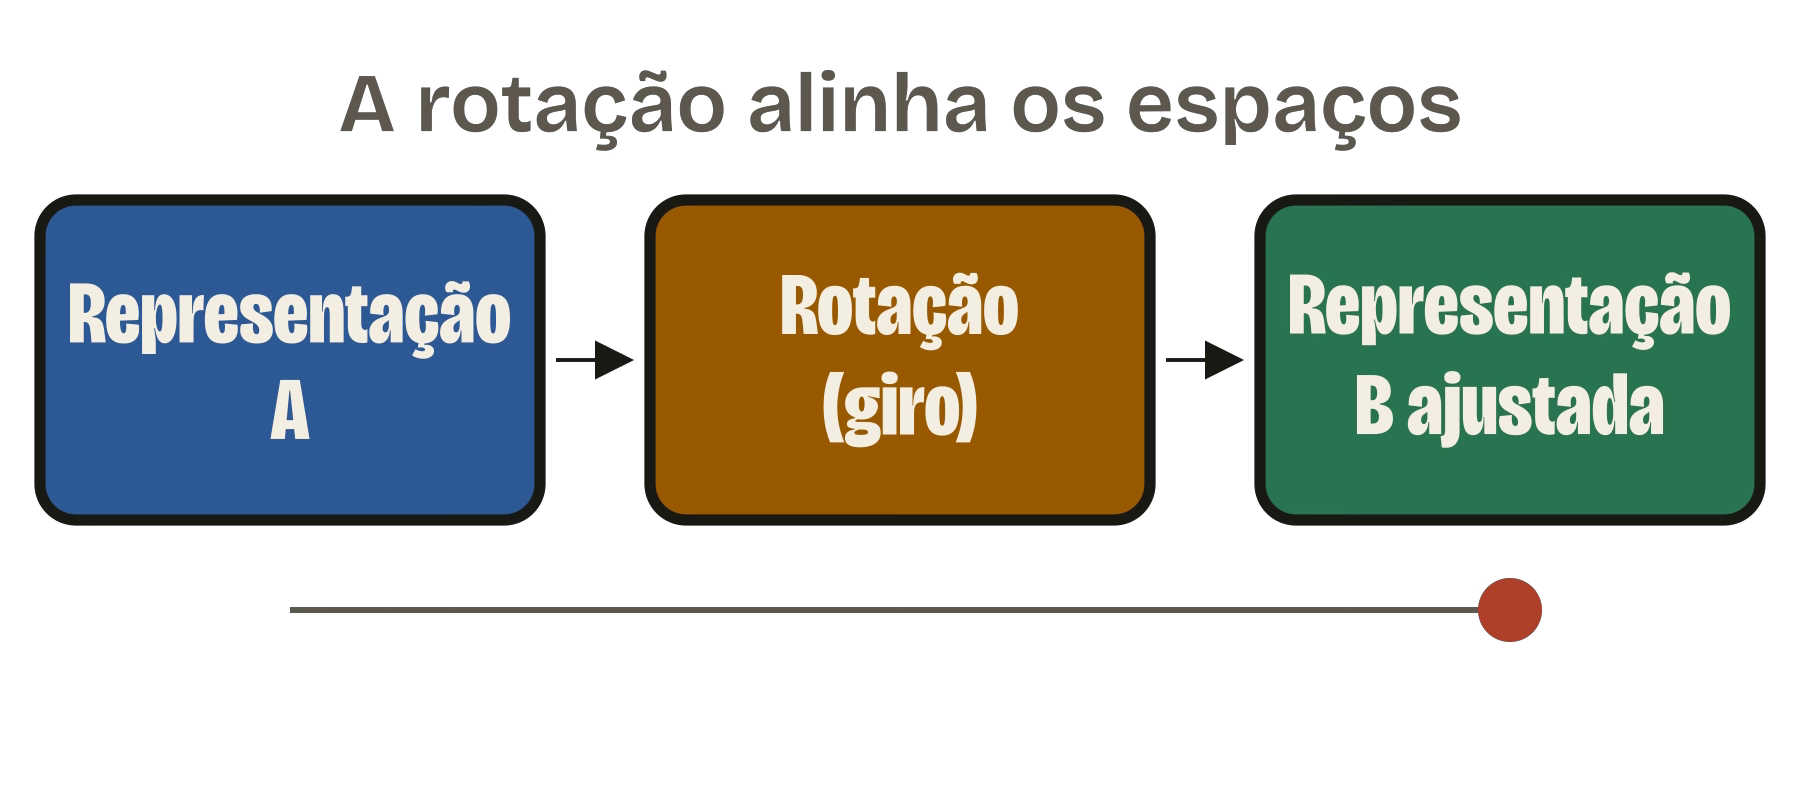 A rotação alinha os espaços
Representação
A
Rotação
(giro)
Representação
B ajustada